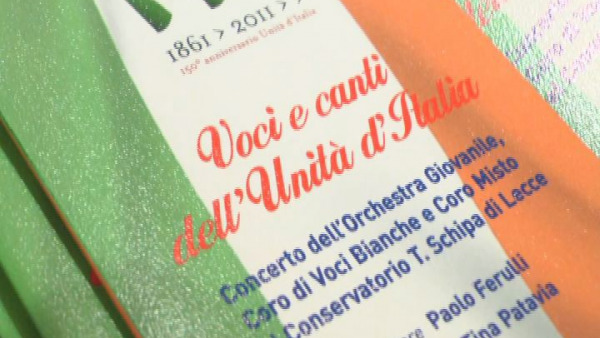 1861 > 2011 > >
150° anniversario Unità d'Italia
Voci e canti
dell'Unità d'Italia
Concerto dell'Orchestra Giovanile,
Coro di Voci Bianche e Coro Misto
Conservatorio T. Schipa di Lecce
Paolo Ferulli
Tina Patavia